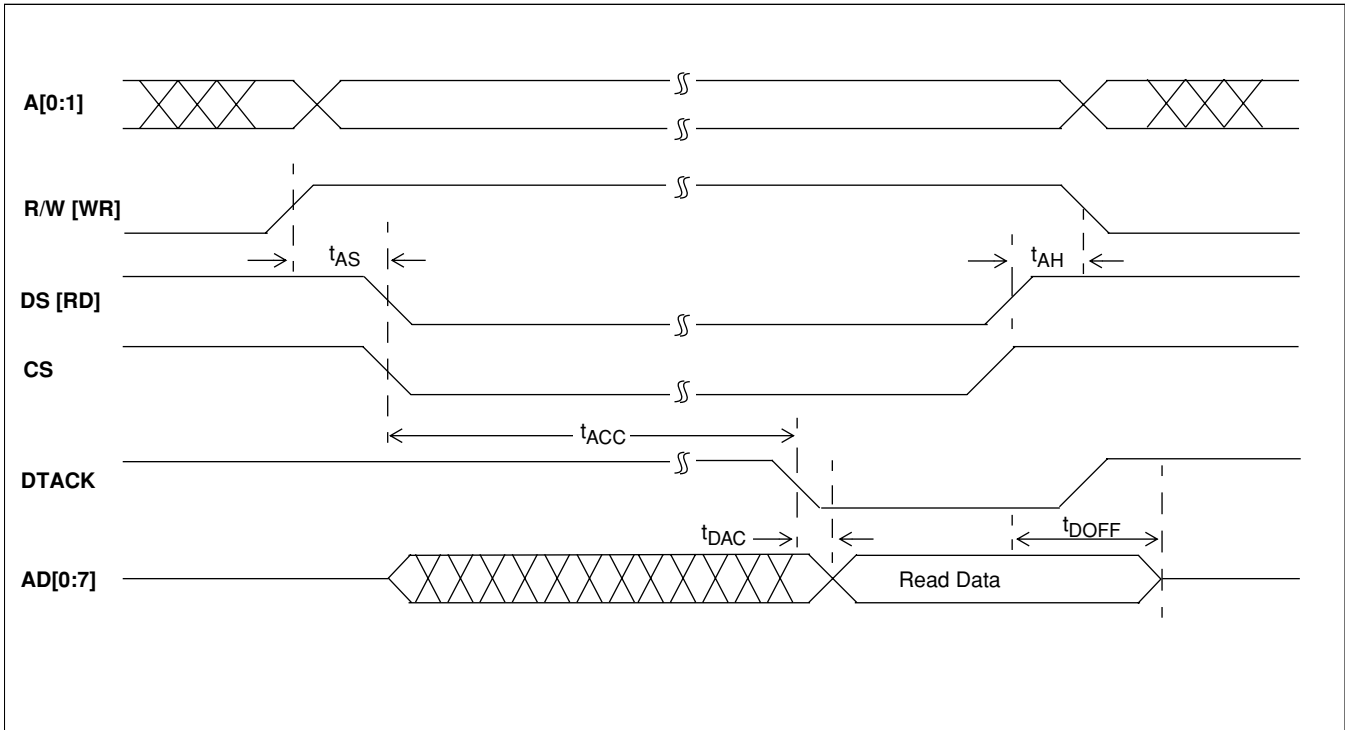 A[0:1]
R/W [WR]
tAS
tAH
DS [RD]
CS
tACC
DTACK
tDAC
tDOFF
AD[0:7]
Read Data